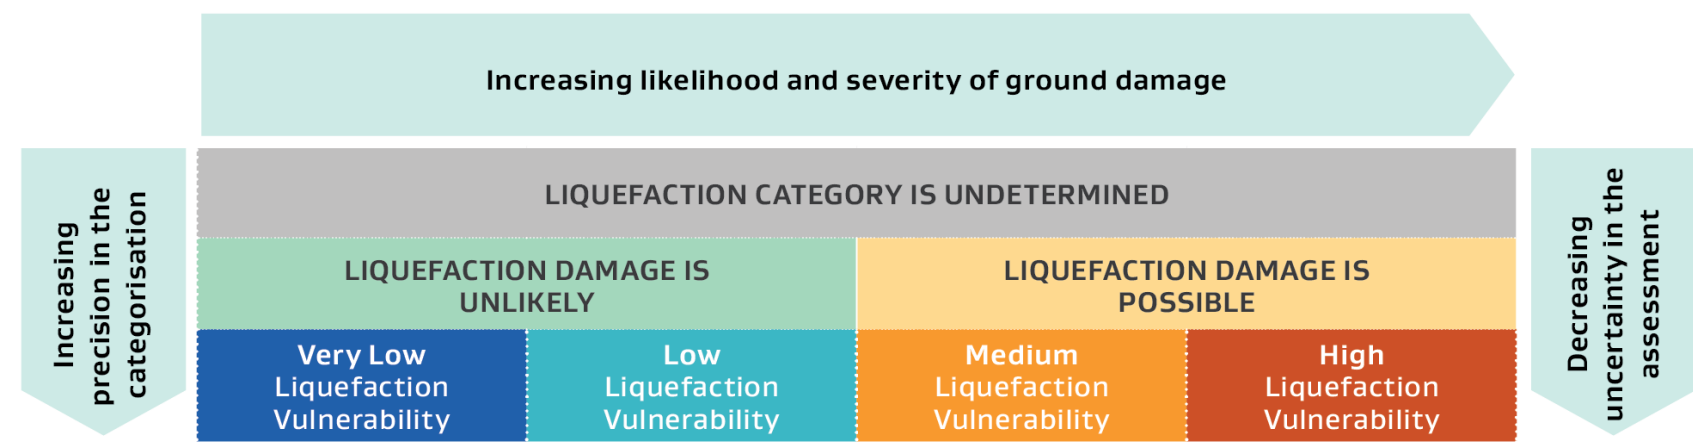 Increasing likelihood and severity of ground damage
Increasing
precision in the
categorisation
LIQUEFACTION CATEGORY IS UNDETERMINED
LIQUEFACTION DAMAGE IS
UNLIKELY
LIQUEFACTION DAMAGE IS
POSSIBLE
Very Low
Liquefaction
Vulnerability
Low
Liquefaction
Vulnerability
Medium
Liquefaction
Vulnerability
High
Liquefaction
Vulnerability
Decreasing
uncertainty in the
assessment